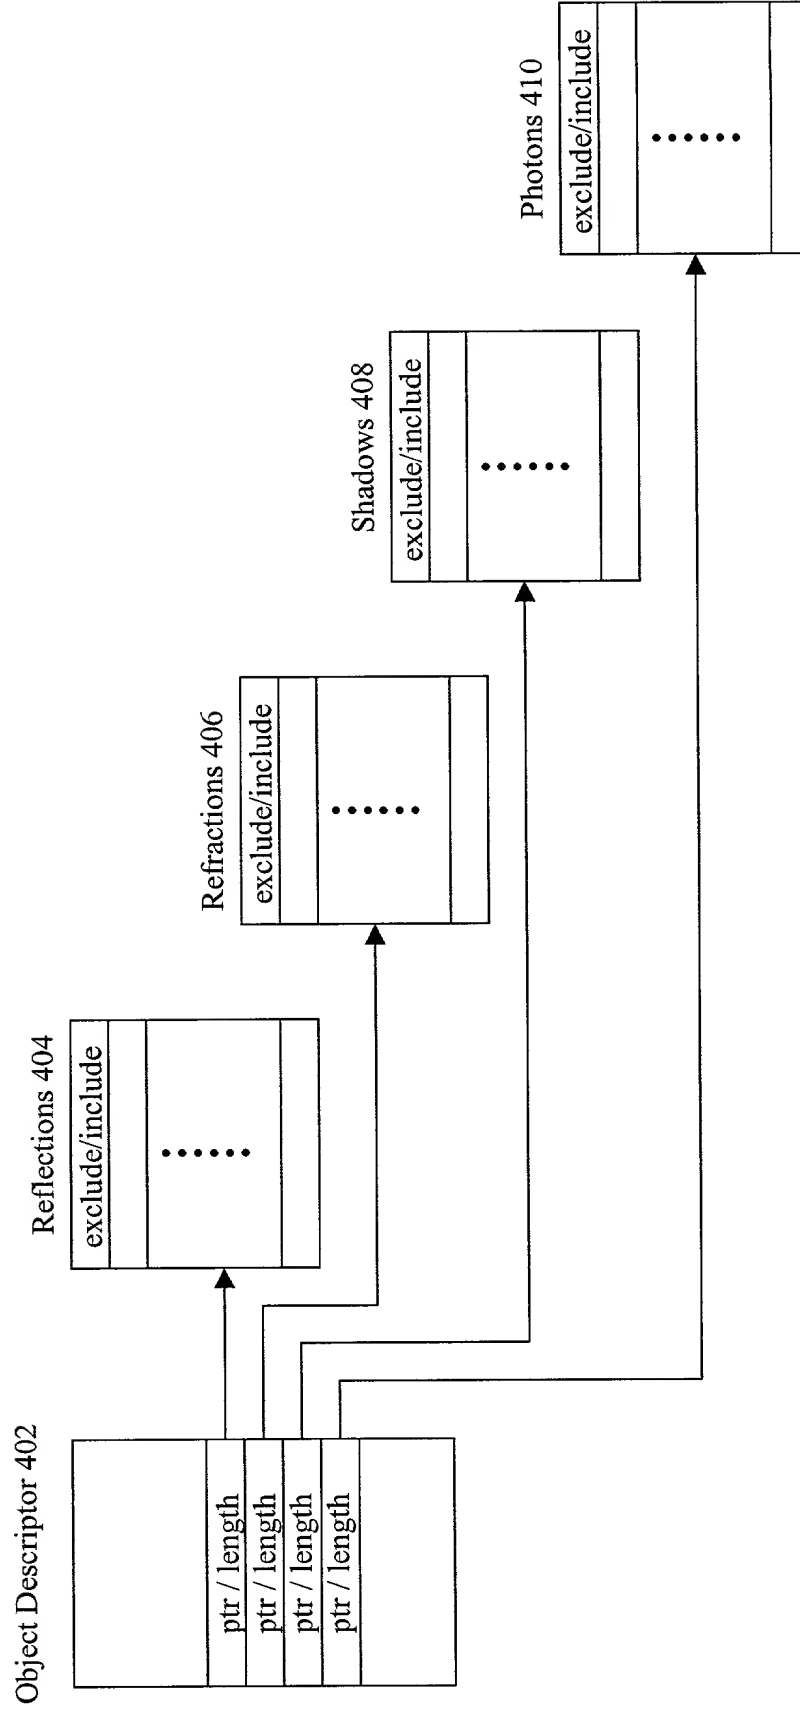 Object Descriptor 402
ptr / length
ptr / length
ptr / length
ptr / length
Reflections 404
exclude/include
Refractions 406
exclude/include
Shadows 408
exclude/include
Photons 410
exclude/include